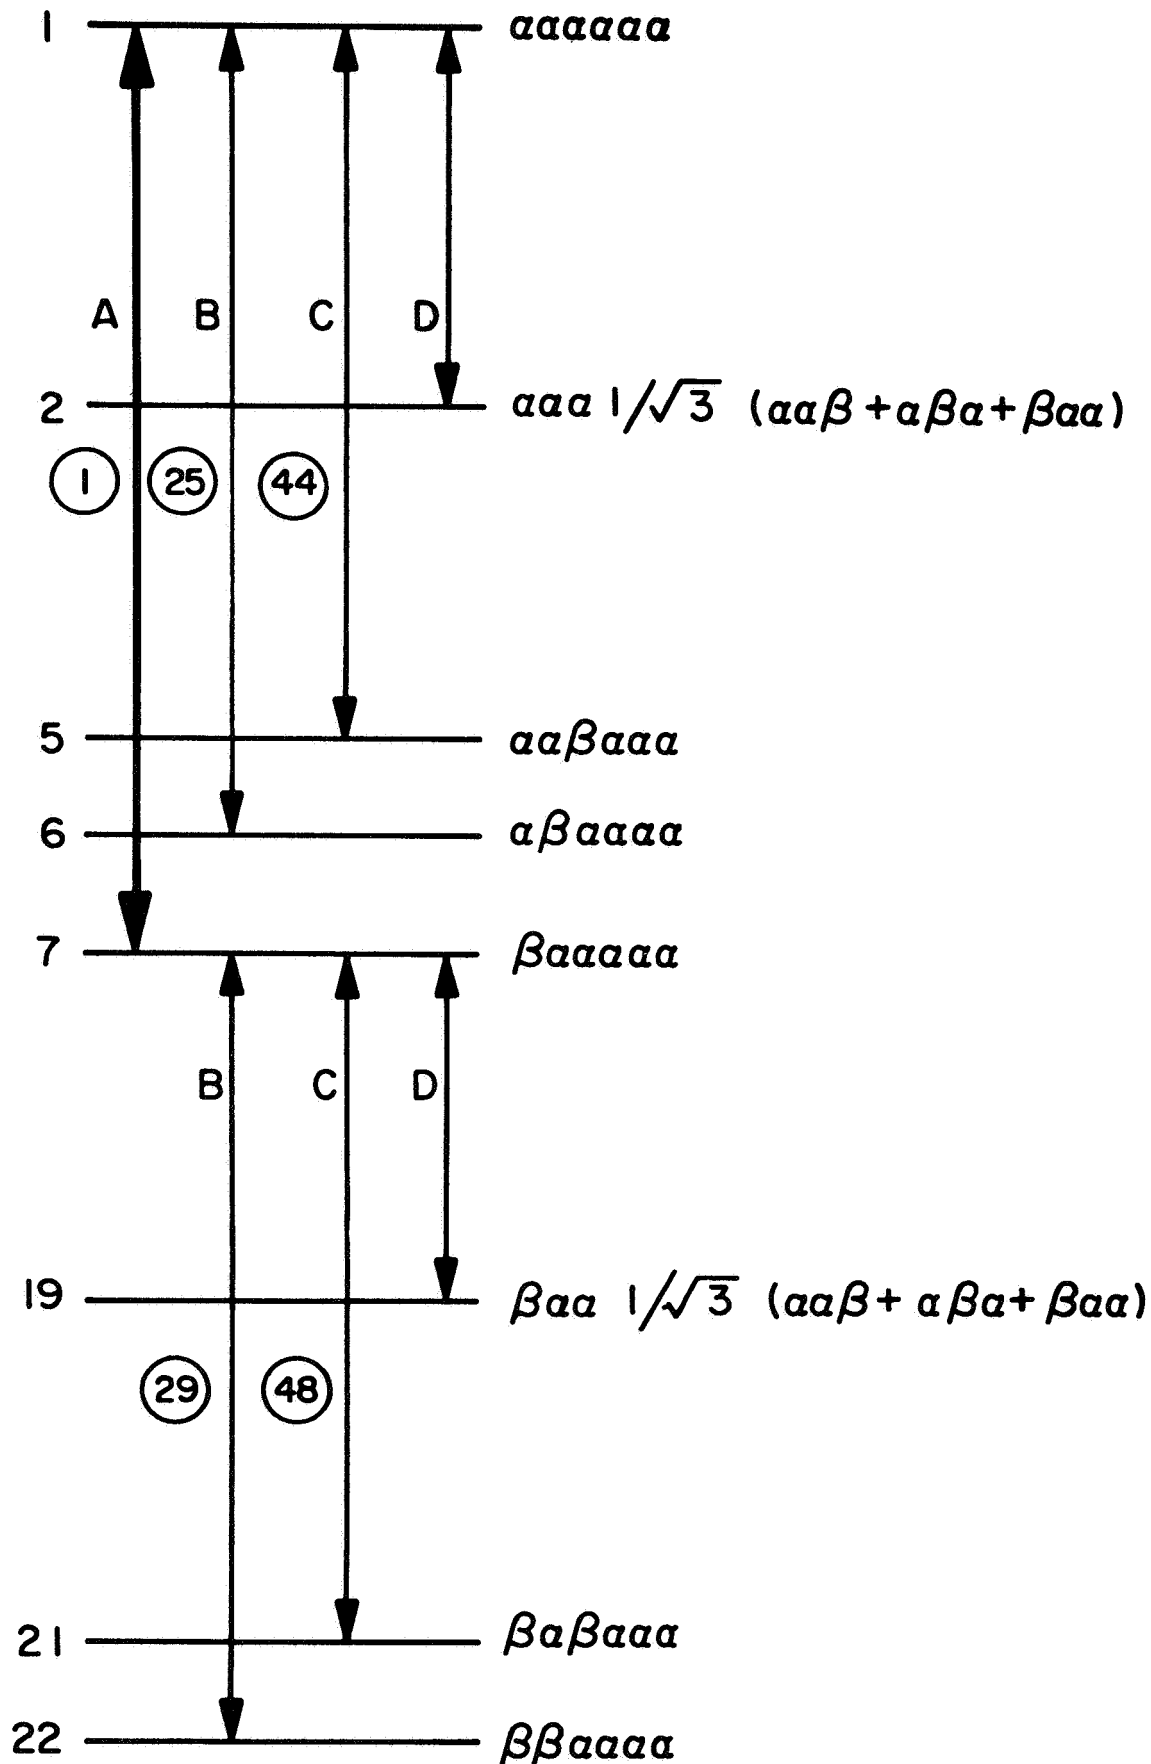 1 αααααα
A B C D
2 ααα 1/√3 (ααβ + αβα + βαα)
1 25 44
5 ααβααα
6 αβαααα
7 βααααα
B C D
19 βαα 1/√3 (ααβ + αβα + βαα)
29 48
21 βαβααα
22 ββαααα